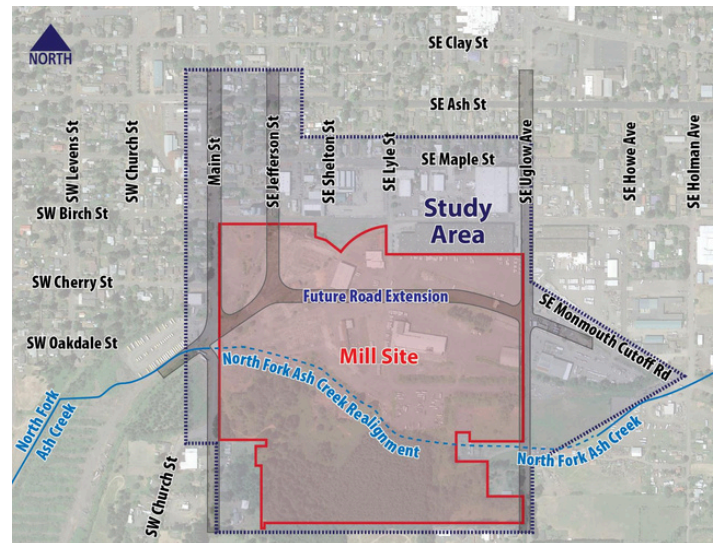 NORTH
SE Clay St
SE Ash St
SW Levens St
SW Church St
Main St
SE Jefferson St
SE Shelton St
SE Lyle St
SE Maple St
SE Uglow Ave
SE Howe Ave
SE Holman Ave
SW Birch St
Study
Area
SW Cherry St
Future Road Extension
SW Oakdale St
SE Monmouth Cutoff Rd
Mill Site
North Fork Ash Creek Realignment
North Fork
Ash Creek
North Fork Ash Creek
SW Church St